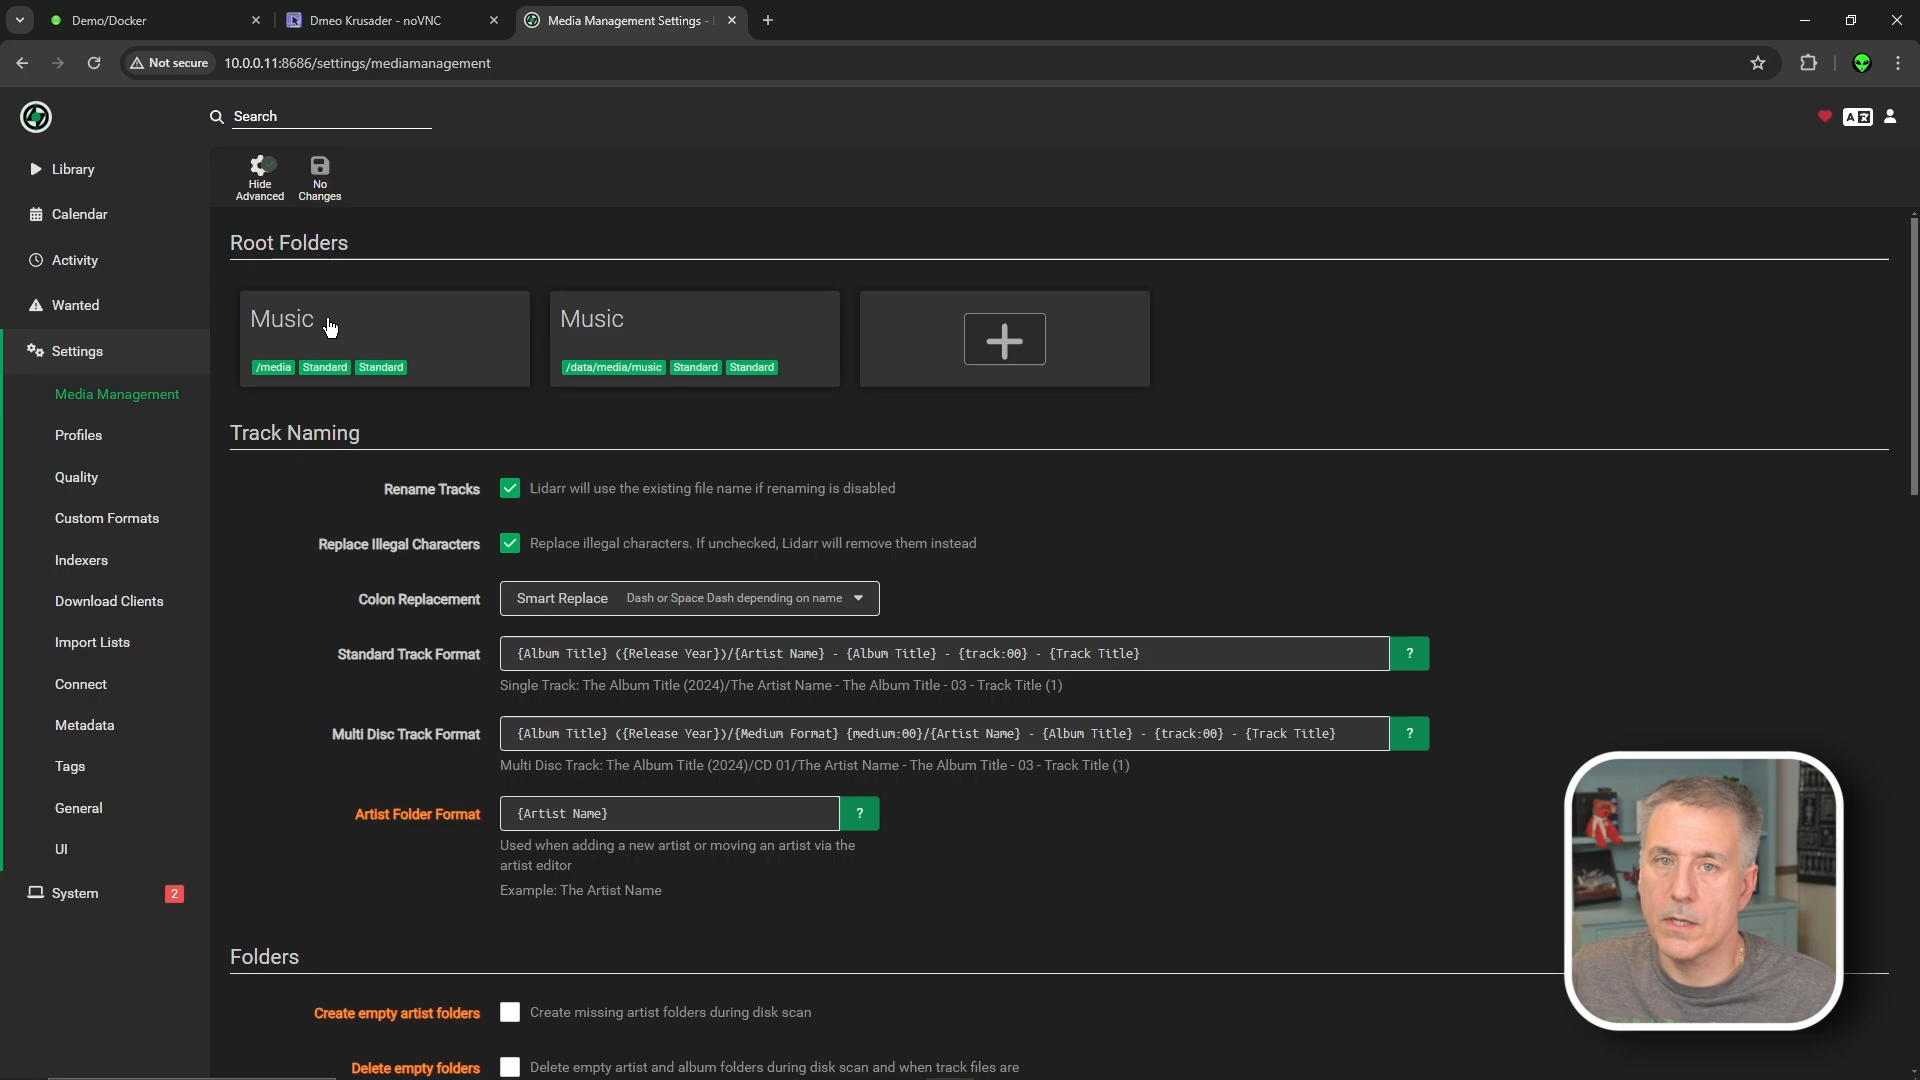 Demo/Docker
Dmeo Krusader - noVNC
Media Management Settings -
Not secure
10.0.0.11:8686/settings/mediamanagement
Search
Library
Calendar
Activity
Wanted
Settings
Media Management
Profiles
Quality
Custom Formats
Indexers
Download Clients
Import Lists
Connect
Metadata
Tags
General
UI
System 2
Hide Advanced
No Changes
Root Folders
Music
/media Standard Standard
Music
/data/media/music Standard Standard
Track Naming
Rename Tracks
Lidarr will use the existing file name if renaming is disabled
Replace Illegal Characters
Replace illegal characters. If unchecked, Lidarr will remove them instead
Colon Replacement
Smart Replace Dash or Space Dash depending on name
Standard Track Format
{Album Title} ({Release Year})/{Artist Name} - {Album Title} - {track:00} - {Track Title}
?
Single Track: The Album Title (2024)/The Artist Name - The Album Title - 03 - Track Title (1)
Multi Disc Track Format
{Album Title} ({Release Year})/{Medium Format} {medium:00}/{Artist Name} - {Album Title} - {track:00} - {Track Title}
?
Multi Disc Track: The Album Title (2024)/CD 01/The Artist Name - The Album Title - 03 - Track Title (1)
Artist Folder Format
{Artist Name}
?
Used when adding a new artist or moving an artist via the
artist editor
Example: The Artist Name
Folders
Create empty artist folders
Create missing artist folders during disk scan
Delete empty folders
Delete empty artist and album folders during disk scan and when track files are